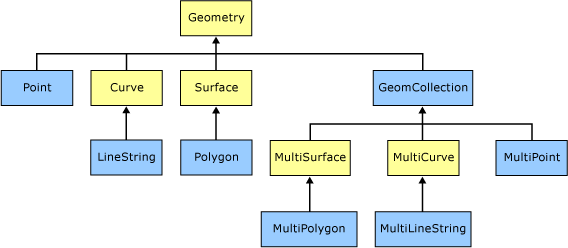 Geometry
Point
Curve
Surface
GeomCollection
LineString
Polygon
MultiSurface
MultiCurve
MultiPoint
MultiPolygon
MultiLineString